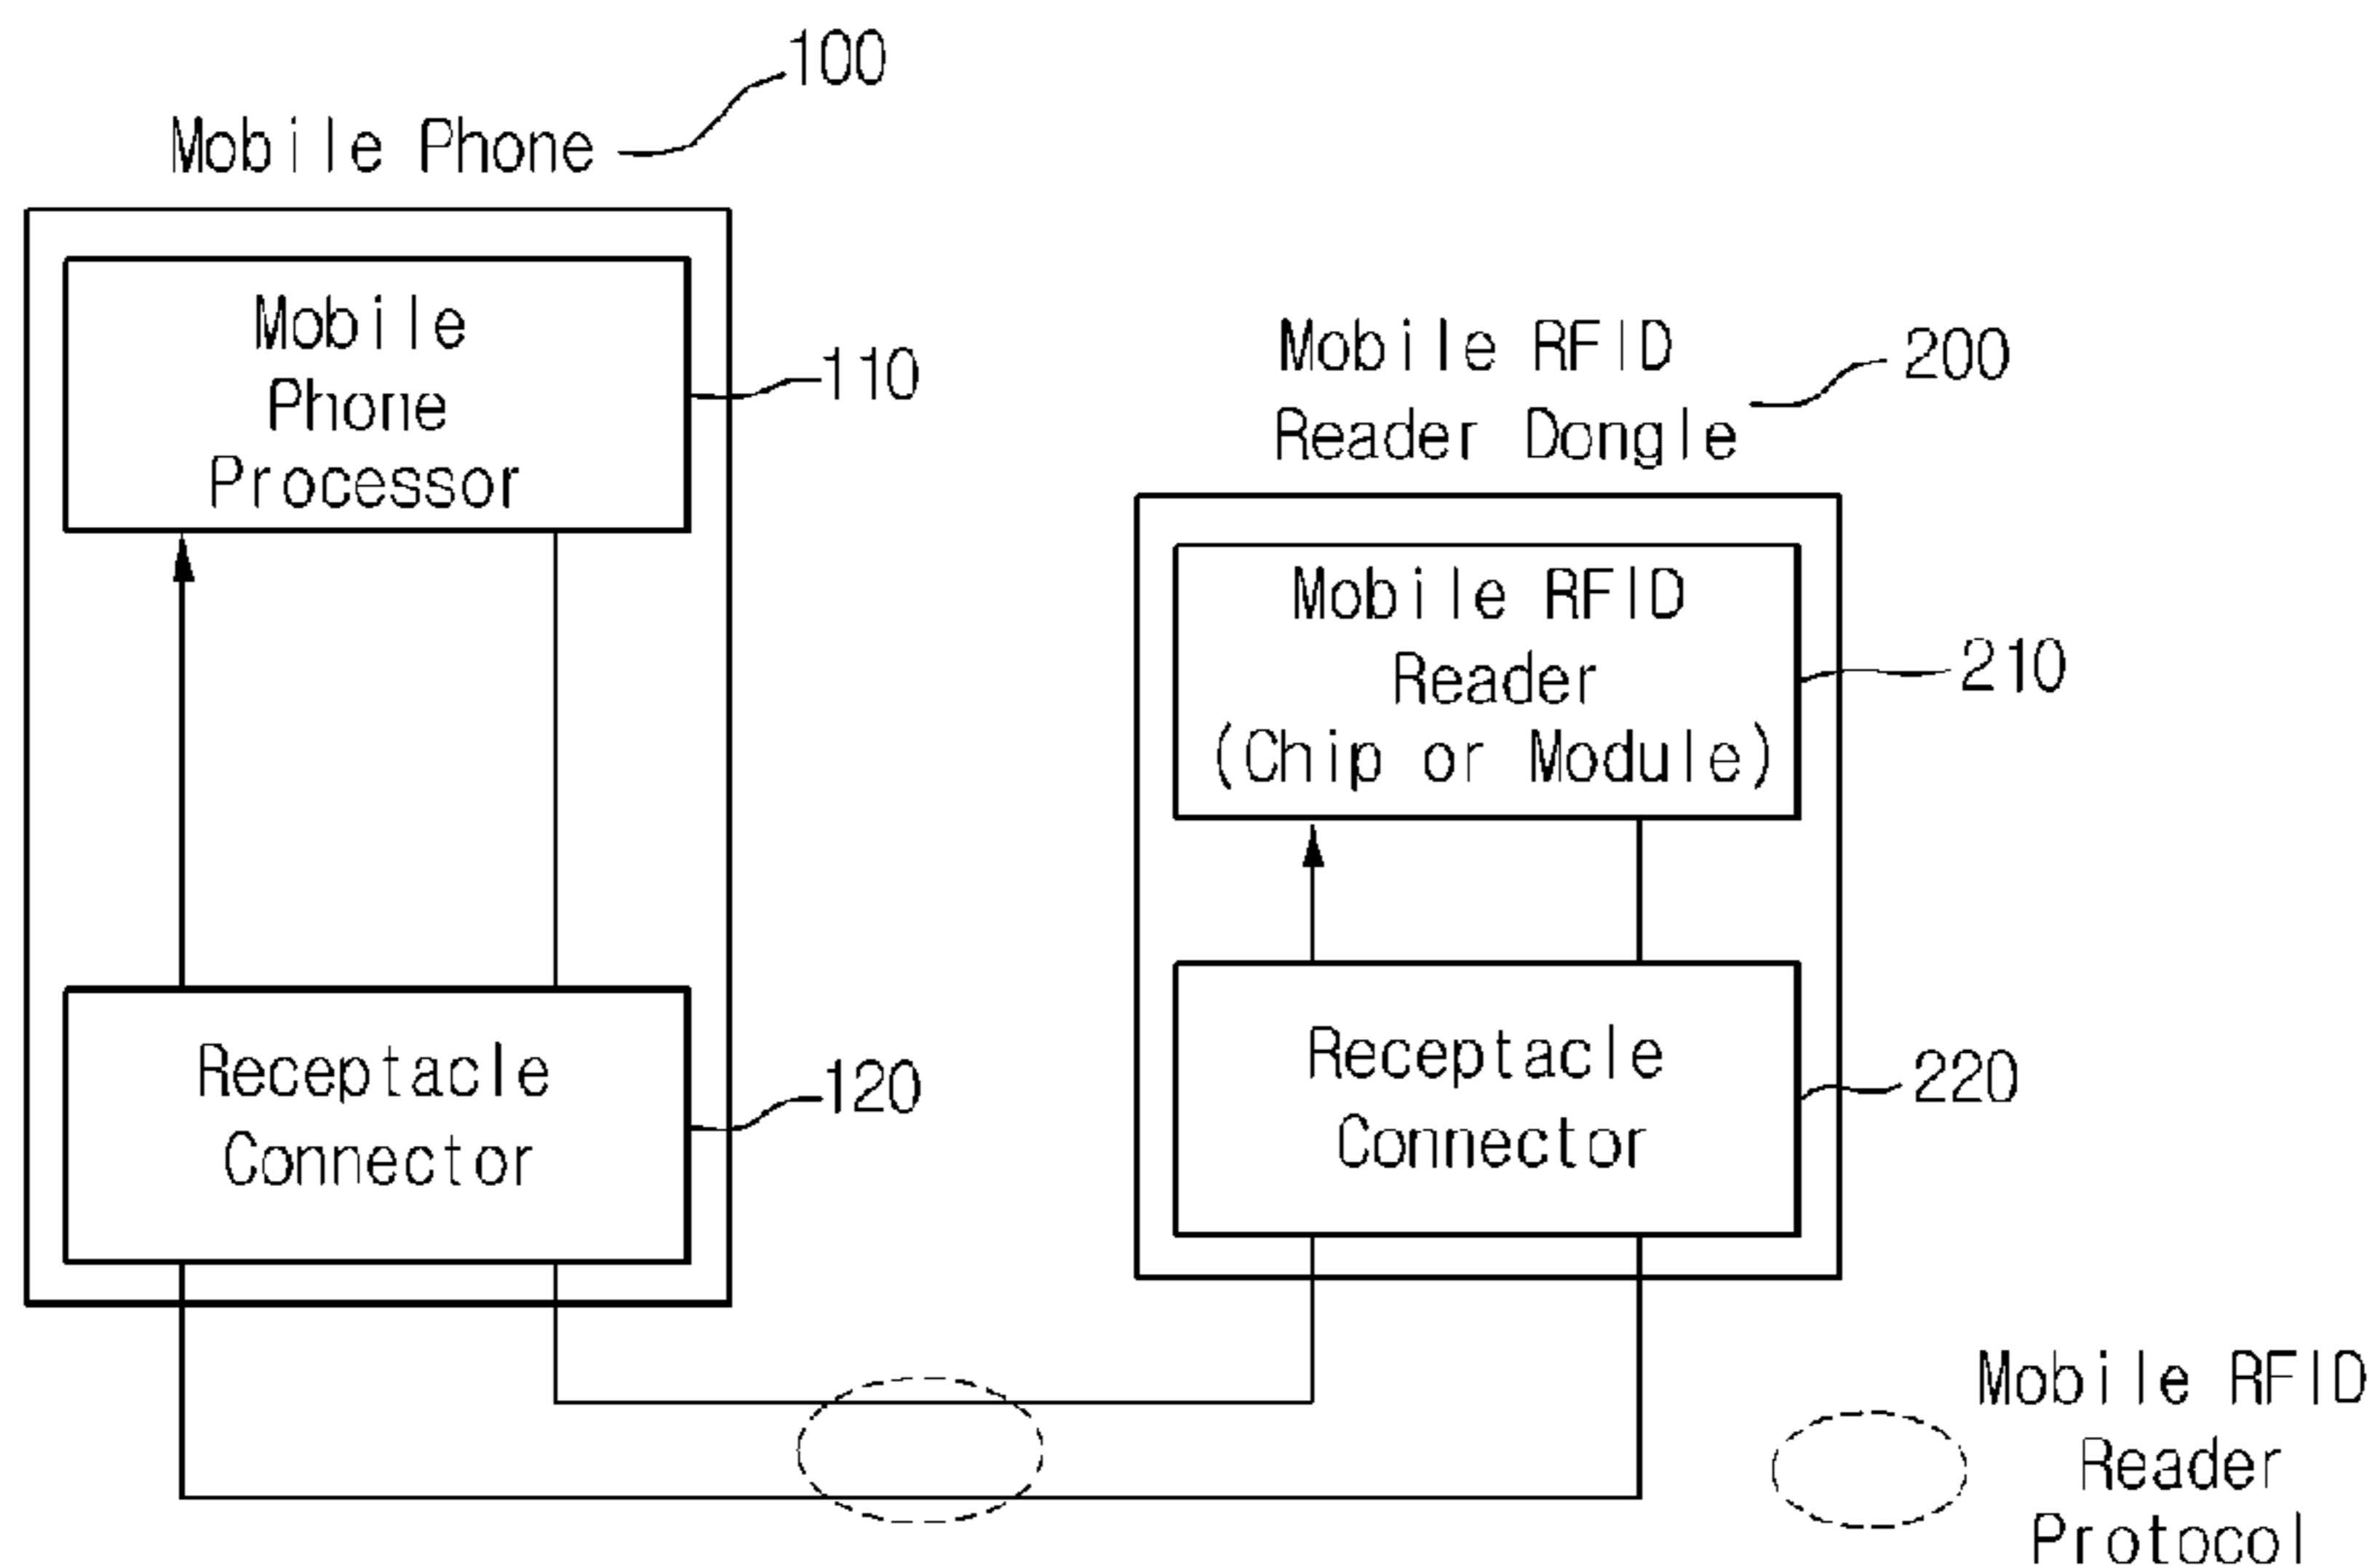 100
Mobile Phone
Mobile
Phone
Processor
110
Receptacle
Connector
120
Mobile RFID
Reader Dongle
200
Mobile RFID
Reader
(Chip or Module)
210
Receptacle
Connector
220
Mobile RFID
Reader
Protocol